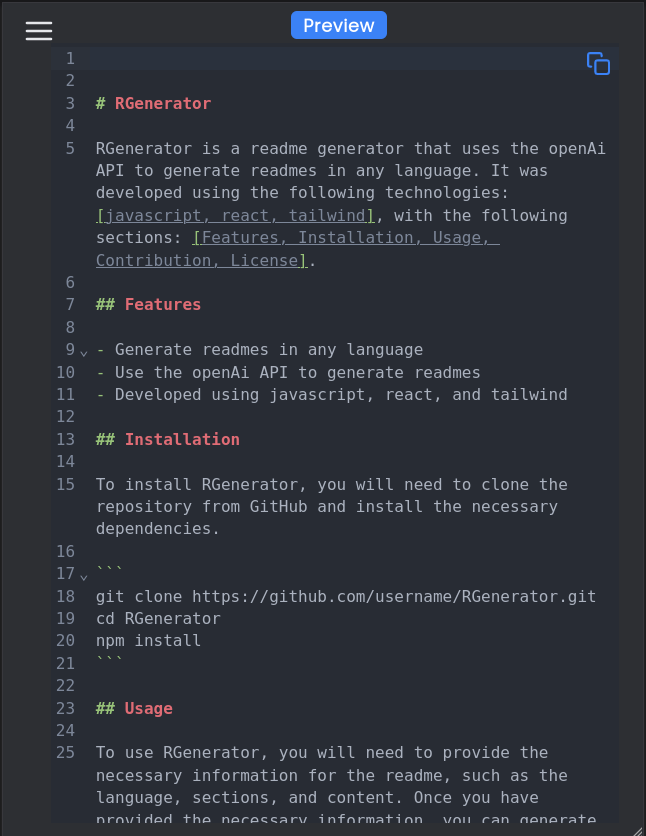 Preview
1
2
3 # RGenerator
4
5 RGenerator is a readme generator that uses the openAi
API to generate readmes in any language. It was
developed using the following technologies:
[javascript, react, tailwind], with the following
sections: [Features, Installation, Usage,
Contribution, License].
6
7 ## Features
8
9 - Generate readmes in any language
10 - Use the openAi API to generate readmes
11 - Developed using javascript, react, and tailwind
12
13 ## Installation
14
15 To install RGenerator, you will need to clone the
repository from GitHub and install the necessary
dependencies.
16
17 ```
18 git clone https://github.com/username/RGenerator.git
19 cd RGenerator
20 npm install
21 ```
22
23 ## Usage
24
25 To use RGenerator, you will need to provide the
necessary information for the readme, such as the
language, sections, and content. Once you have
provided the necessary information, you can generate